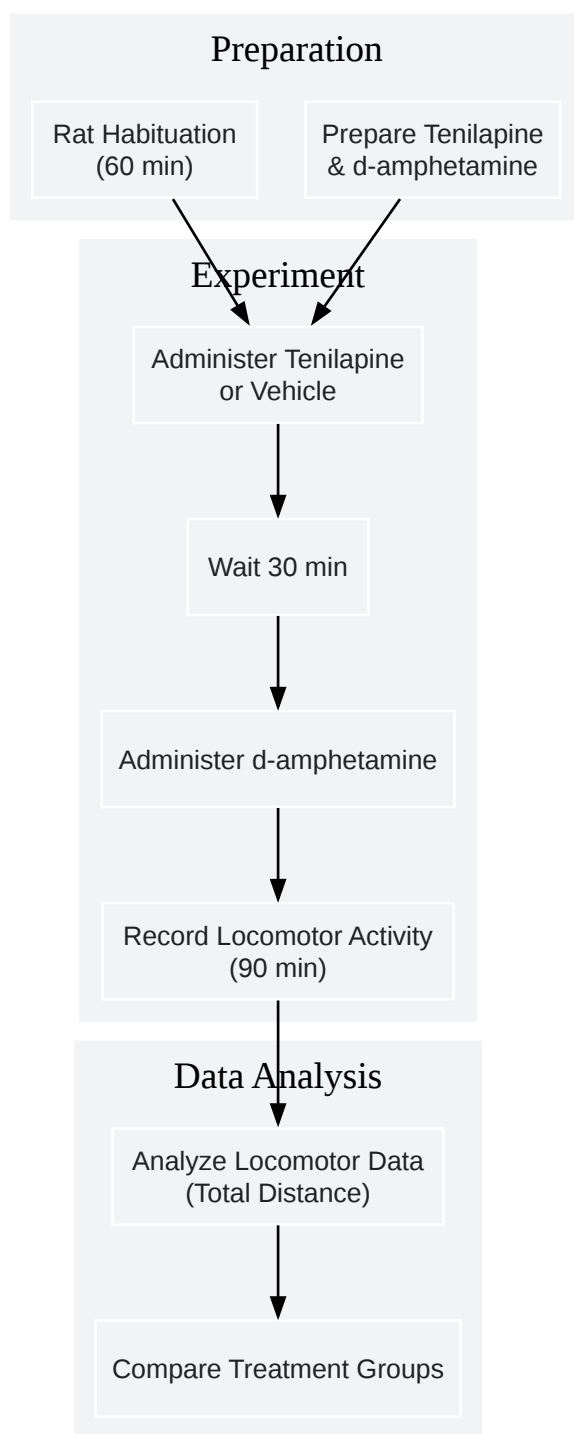 Preparation
Rat Habituation
(60 min)
Prepare Tenilapine
& d-amphetamine
Experiment
Administer Tenilapine
or Vehicle
Wait 30 min
Administer d-amphetamine
Record Locomotor Activity
(90 min)
Data Analysis
Analyze Locomotor Data
(Total Distance)
Compare Treatment Groups